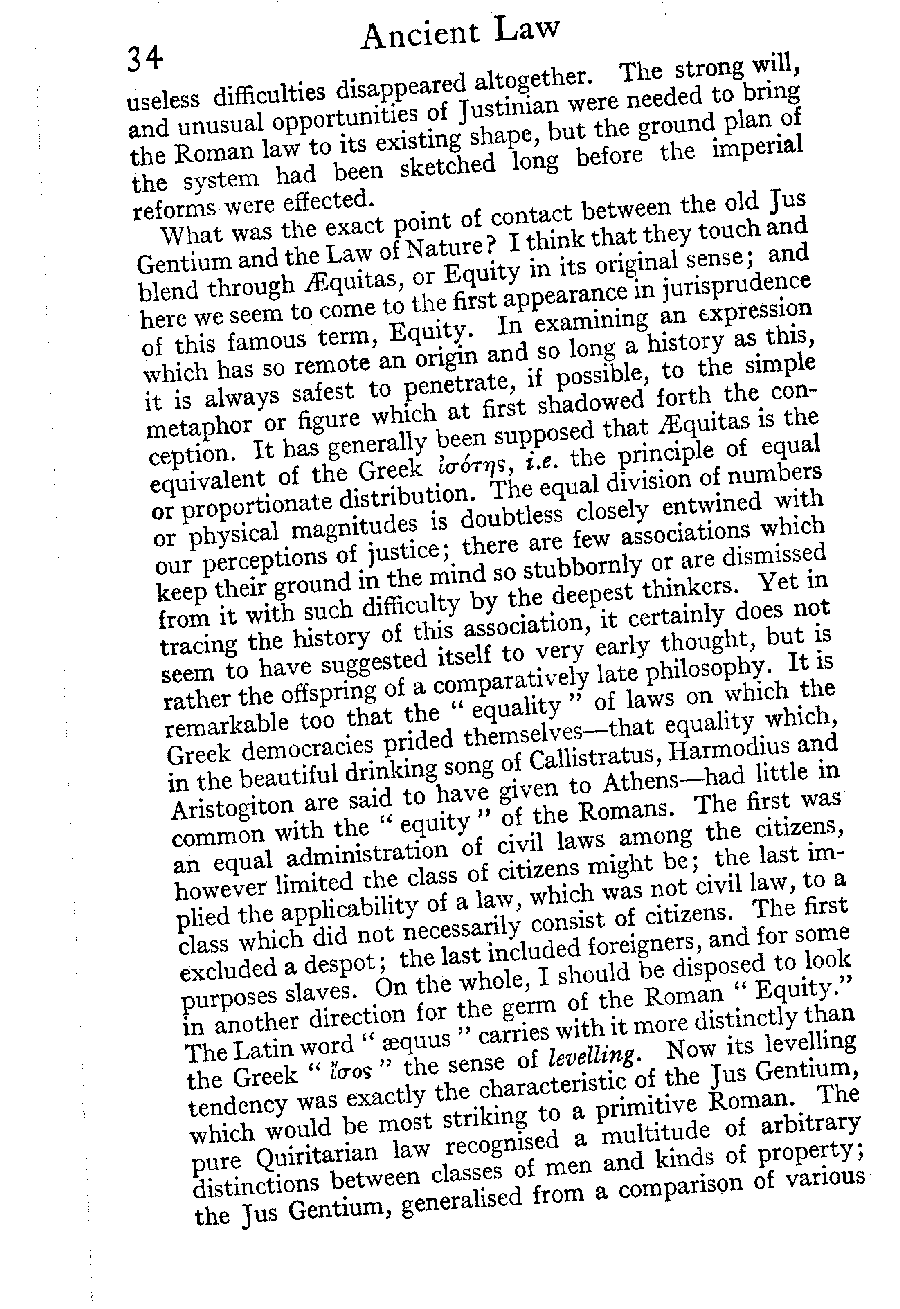 34
Ancient Law
useless difficulties disappeared altogether. The strong will,
and unusual opportunities of Justinian were needed to bring
the Roman law to its existing shape, but the ground plan of
the system had been sketched long before the imperial
reforms were effected.
What was the exact point of contact between the old Jus
Gentium and the Law of Nature? I think that they touch and
blend through Æquitas, or Equity in its original sense; and
here we seem to come to the first appearance in jurisprudence
of this famous term, Equity. In examining an expression
which has so remote an origin and so long a history as this,
it is always safest to penetrate, if possible, to the simple
metaphor or figure which at first shadowed forth the con-
ception. It has generally been supposed that Æquitas is the
equivalent of the Greek ἰσότης, i.e. the principle of equal
or proportionate distribution. The equal division of numbers
or physical magnitudes is doubtless closely entwined with
our perceptions of justice; there are few associations which
keep their ground in the mind so stubbornly or are dismissed
from it with such difficulty by the deepest thinkers. Yet in
tracing the history of this association, it certainly does not
seem to have suggested itself to very early thought, but is
rather the offspring of a comparatively late philosophy. It is
remarkable too that the “ equality ” of laws on which the
Greek democracies prided themselves—that equality which,
in the beautiful drinking song of Callistratus, Harmodius and
Aristogiton are said to have given to Athens—had little in
common with the “ equity ” of the Romans. The first was
an equal administration of civil laws among the citizens,
however limited the class of citizens might be; the last im-
plied the applicability of a law, which was not civil law, to a
class which did not necessarily consist of citizens. The first
excluded a despot; the last included foreigners, and for some
purposes slaves. On the whole, I should be disposed to look
in another direction for the germ of the Roman “ Equity.”
The Latin word “ æquus ” carries with it more distinctly than
the Greek “ ἴσος ” the sense of levelling. Now its levelling
tendency was exactly the characteristic of the Jus Gentium,
which would be most striking to a primitive Roman. The
pure Quiritarian law recognised a multitude of arbitrary
distinctions between classes of men and kinds of property;
the Jus Gentium, generalised from a comparison of various